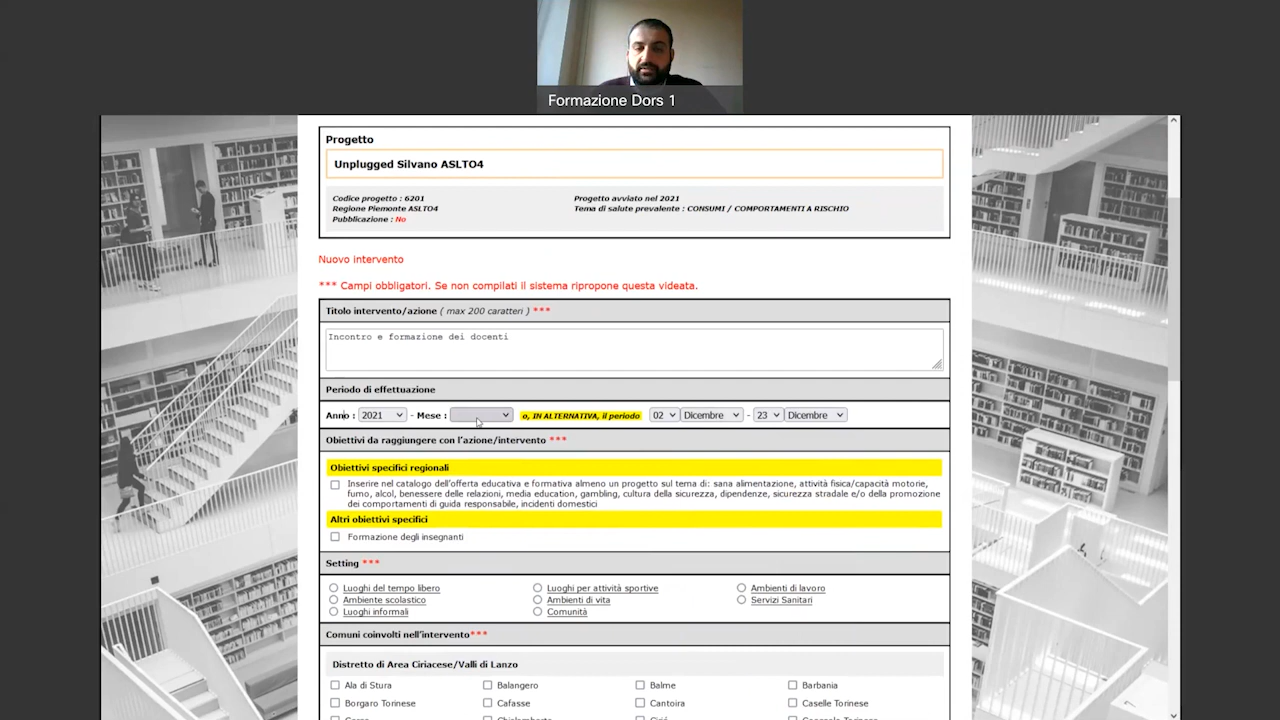 Formazione Dors 1
Progetto
Unplugged Silvano ASLTO4
Codice progetto : 6201
Progetto avviato nel 2021
Regione Piemonte ASLTO4
Tema di salute prevalente : CONSUMI / COMPORTAMENTI A RISCHIO
Pubblicazione : No
Nuovo intervento
*** Campi obbligatori. Se non compilati il sistema ripropone questa videata.
Titolo intervento/azione ( max 200 caratteri ) ***
Incontro e formazione dei docenti
Periodo di effettuazione
Anno : 2021 - Mese : o, IN ALTERNATIVA, il periodo 02 Dicembre - 23 Dicembre
Obiettivi da raggiungere con l'azione/intervento ***
Obiettivi specifici regionali
Inserire nel catalogo dell'offerta educativa e formativa almeno un progetto sul tema di: sana alimentazione, attività fisica/capacità motorie,
fumo, alcol, benessere delle relazioni, media education, gambling, cultura della sicurezza, dipendenze, sicurezza stradale e/o della promozione
dei comportamenti di guida responsabile, incidenti domestici
Altri obiettivi specifici
Formazione degli insegnanti
Setting ***
Luoghi del tempo libero Luoghi per attività sportive Ambienti di lavoro
Ambiente scolastico Ambienti di vita Servizi Sanitari
Luoghi informali Comunità
Comuni coinvolti nell'intervento***
Distretto di Area Ciriacese/Valli di Lanzo
Ala di Stura Balangero Balme Barbania
Borgaro Torinese Cafasse Cantoira Caselle Torinese